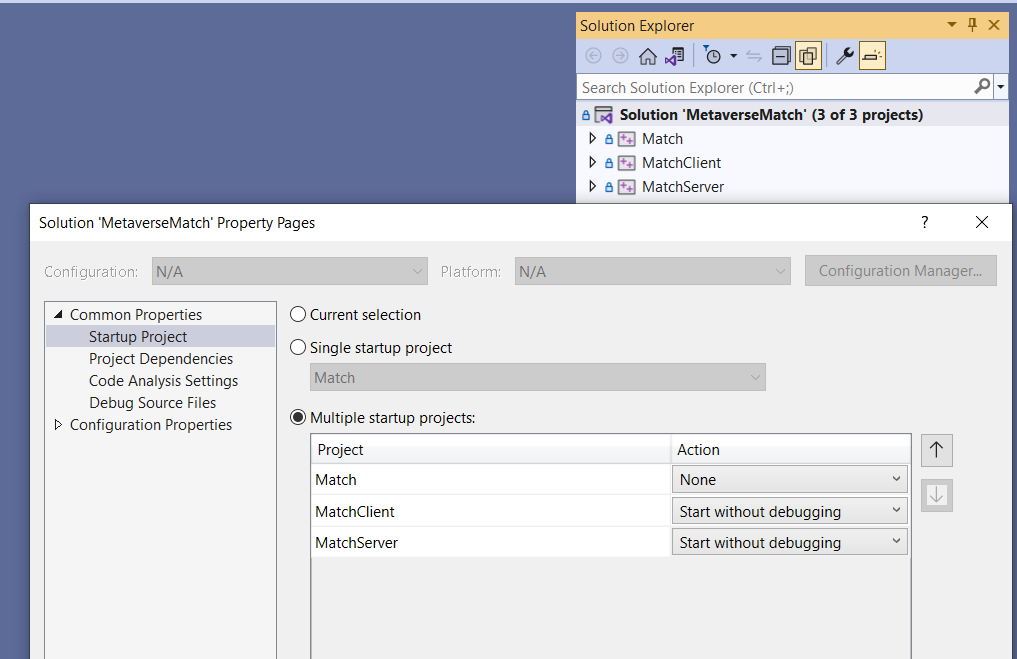 Solution Explorer
Search Solution Explorer (Ctrl+;)
Solution 'MetaverseMatch' (3 of 3 projects)
Match
MatchClient
MatchServer
Solution 'MetaverseMatch' Property Pages
?
Configuration: N/A Platform: N/A Configuration Manager...
Common Properties
Startup Project
Project Dependencies
Code Analysis Settings
Debug Source Files
Configuration Properties
Current selection
Single startup project
Match
Multiple startup projects:
Project Action
Match None
MatchClient Start without debugging
MatchServer Start without debugging